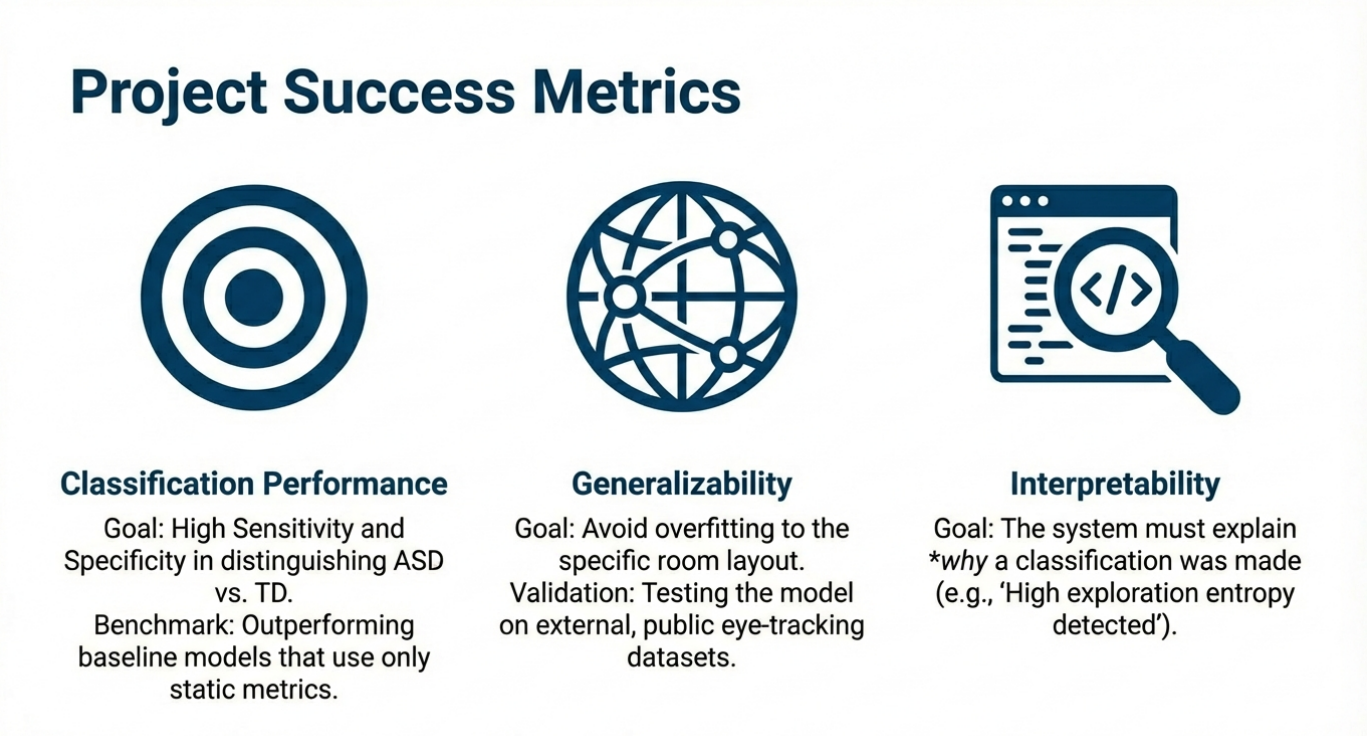 Project Success Metrics
</>
Classification Performance
Goal: High Sensitivity and
Specificity in distinguishing ASD
vs. TD.
Benchmark: Outperforming
baseline models that use only
static metrics.
Generalizability
Goal: Avoid overfitting to the
specific room layout.
Validation: Testing the model
on external, public eye-tracking
datasets.
Interpretability
Goal: The system must explain
*why a classification was made
(e.g., ‘High exploration entropy
detected’).